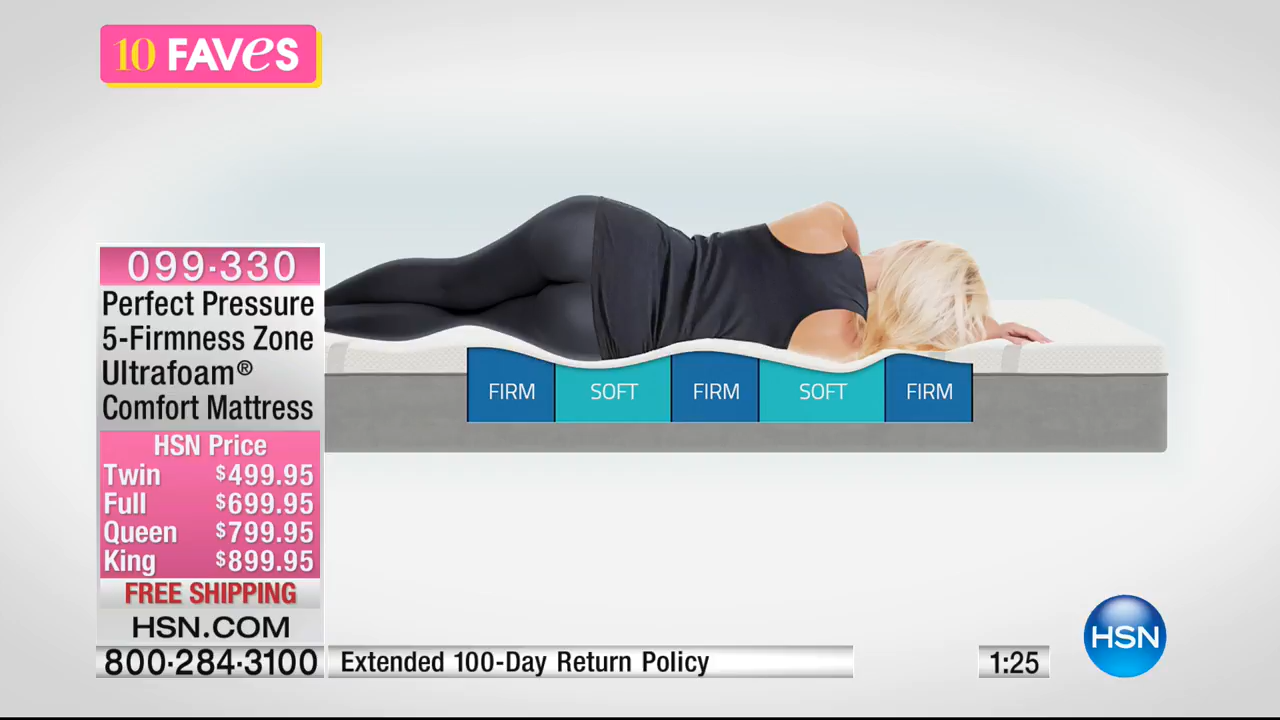 10 FAVeS
099·330
Perfect Pressure
5-Firmness Zone
Ultrafoam®
Comfort Mattress
HSN Price
Twin $499.95
Full $699.95
Queen $799.95
King $899.95
FREE SHIPPING
HSN.COM
800·284·3100
FIRM SOFT FIRM SOFT FIRM
Extended 100-Day Return Policy
1:25
HSN